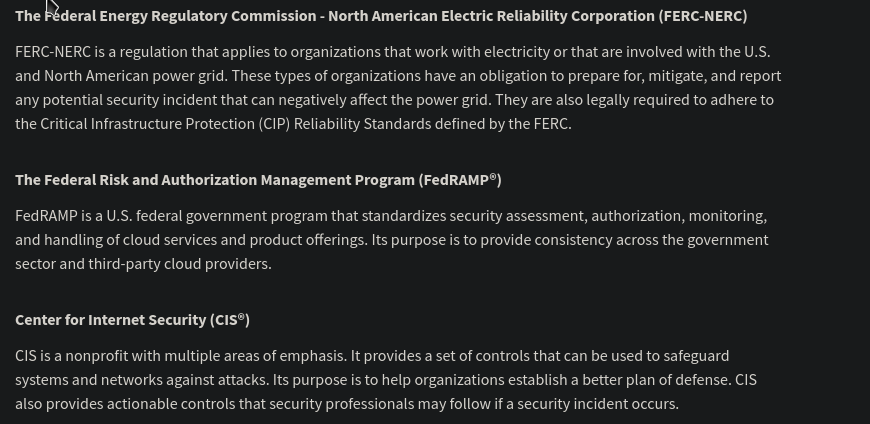 The Federal Energy Regulatory Commission - North American Electric Reliability Corporation (FERC-NERC)
FERC-NERC is a regulation that applies to organizations that work with electricity or that are involved with the U.S.
and North American power grid. These types of organizations have an obligation to prepare for, mitigate, and report
any potential security incident that can negatively affect the power grid. They are also legally required to adhere to
the Critical Infrastructure Protection (CIP) Reliability Standards defined by the FERC.
The Federal Risk and Authorization Management Program (FedRAMP®)
FedRAMP is a U.S. federal government program that standardizes security assessment, authorization, monitoring,
and handling of cloud services and product offerings. Its purpose is to provide consistency across the government
sector and third-party cloud providers.
Center for Internet Security (CIS®)
CIS is a nonprofit with multiple areas of emphasis. It provides a set of controls that can be used to safeguard
systems and networks against attacks. Its purpose is to help organizations establish a better plan of defense. CIS
also provides actionable controls that security professionals may follow if a security incident occurs.